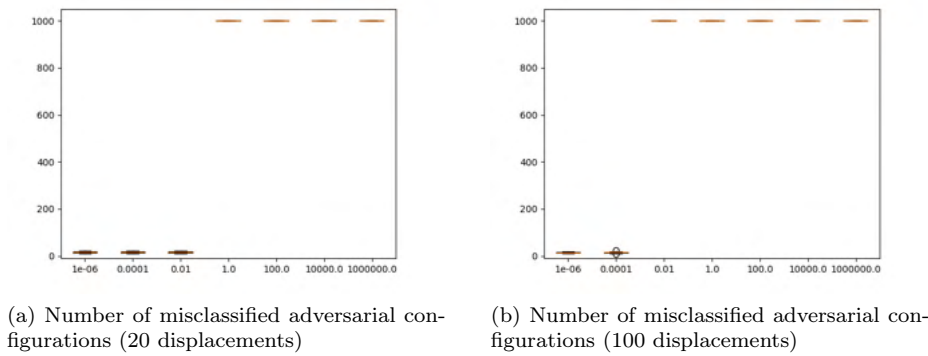 1000
800
600
400
200
0
1e-06 0.0001 0.01 1.0 100.0 10000.0 1000000.0
1000
800
600
400
200
0
1e-06 0.0001 0.01 1.0 100.0 10000.0 1000000.0
(a) Number of misclassified adversarial con-
figurations (20 displacements)
(b) Number of misclassified adversarial con-
figurations (100 displacements)